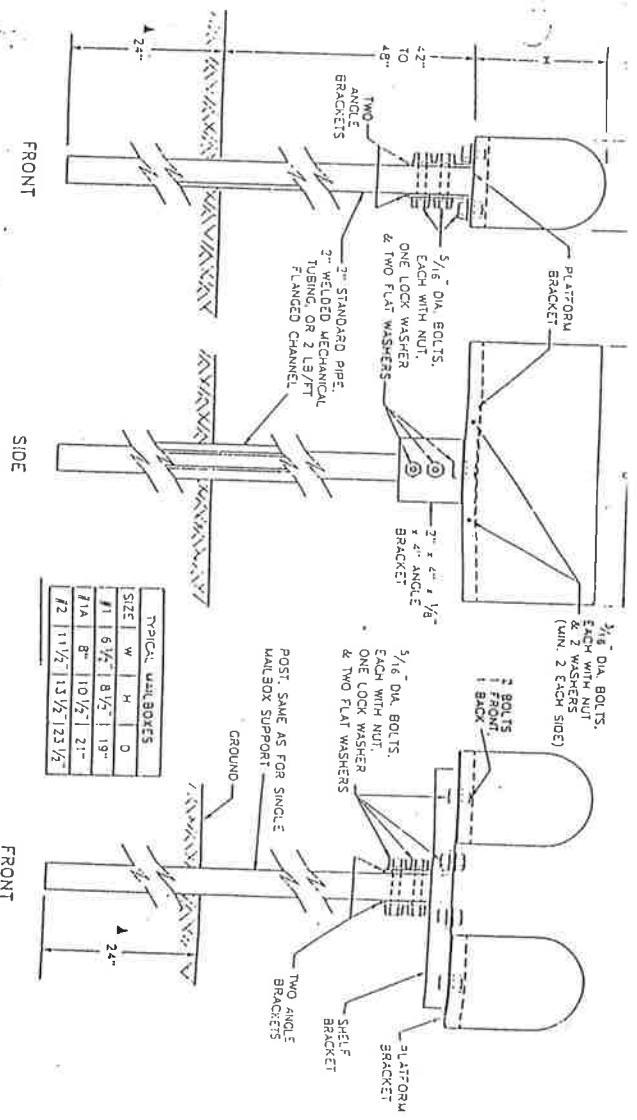 24"
42"
TO
48"
H
TWO
ANGLE
BRACKETS
PLATFORM
BRACKET
5/16" DIA. BOLTS.
EACH WITH NUT,
ONE LOCK WASHER
& TWO FLAT WASHERS
2" STANDARD PIPE,
2" WELDED MECHANICAL
TUBING, OR 2 LB/FT
FLANGED CHANNEL
FRONT
3/16" DIA. BOLTS.
EACH WITH NUT
& 2 WASHERS
(MIN. 2 EACH SIDE)
2" x 4" x 1/8"
x 4" ANGLE
BRACKET
SIDE
2 BOLTS
1 FRONT
1 BACK
5/16" DIA. BOLTS.
EACH WITH NUT,
ONE LOCK WASHER
& TWO FLAT WASHERS
POST, SAME AS FOR SINGLE
MAILBOX SUPPORT
GROUND
PLATFORM
BRACKET
SHELF
BRACKET
TWO ANGLE
BRACKETS
24"
FRONT
TYPICAL MAILBOXES
SIZE W H D
#1 6 1/2" 8 1/2" 19"
#1A 8" 10 1/2" 21"
#2 11 1/2" 13 1/2" 23 1/2"